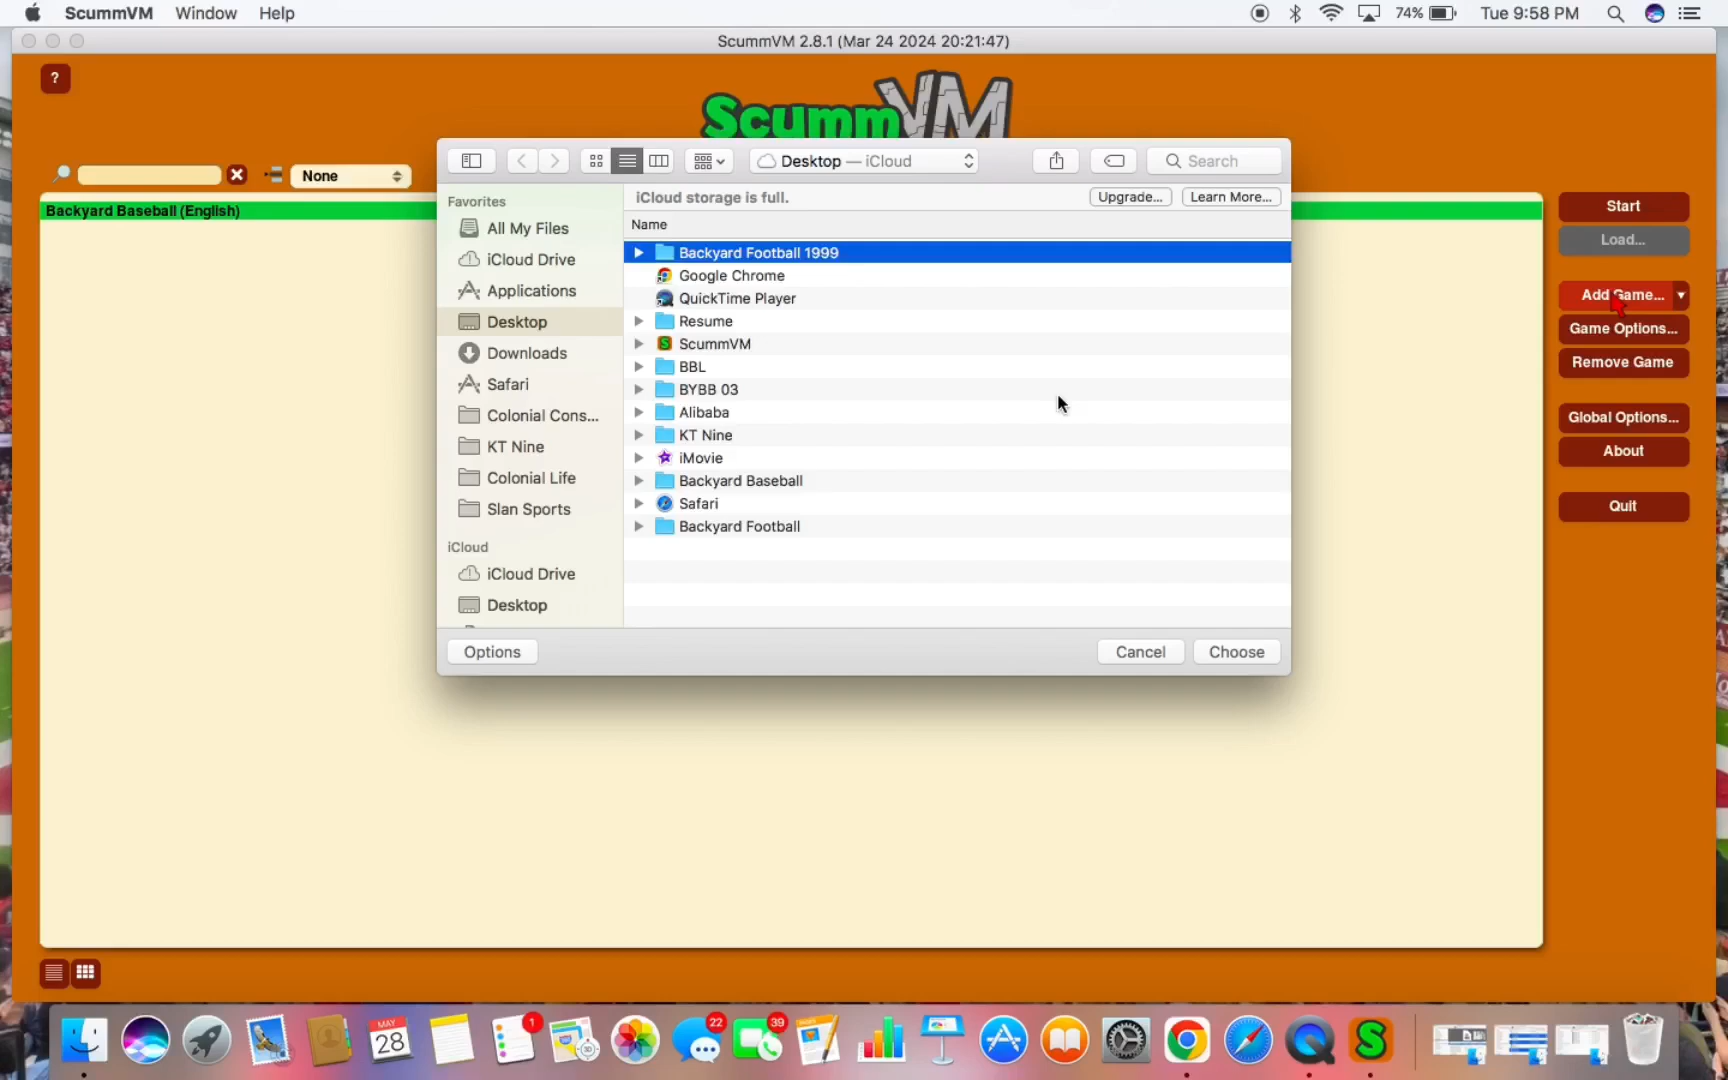 ScummVM Window Help 74% Tue 9:58 PM
ScummVM 2.8.1 (Mar 24 2024 20:21:47)
?
ScummVM
None
Desktop — iCloud
Search
Favorites
All My Files
iCloud Drive
Applications
Desktop
Downloads
Safari
Colonial Cons...
KT Nine
Colonial Life
Slan Sports
iCloud
iCloud Drive
Desktop
iCloud storage is full.
Upgrade...
Learn More...
Name
Backyard Football 1999
Google Chrome
QuickTime Player
Resume
ScummVM
BBL
BYBB 03
Alibaba
KT Nine
iMovie
Backyard Baseball
Safari
Backyard Football
Options
Cancel
Choose
Backyard Baseball (English)
Start
Load...
Add Game...
Game Options...
Remove Game
Global Options...
About
Quit
MAY
28
1
22
39